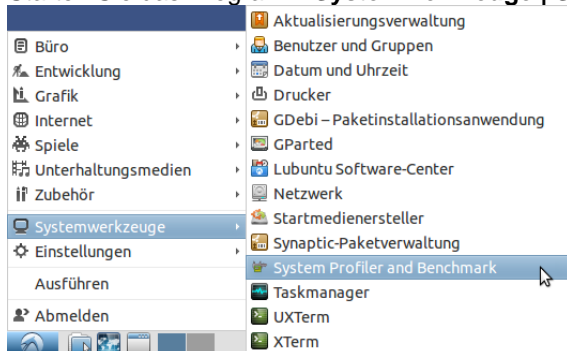 Büro
Entwicklung
Grafik
Internet
Spiele
Unterhaltungsmedien
Zubehör
Systemwerkzeuge
Einstellungen
Ausführen
Abmelden
Aktualisierungsverwaltung
Benutzer und Gruppen
Datum und Uhrzeit
Drucker
GDebi – Paketinstallationsanwendung
GParted
Lubuntu Software-Center
Netzwerk
Startmedienersteller
Synaptic-Paketverwaltung
System Profiler and Benchmark
Taskmanager
UXTerm
XTerm